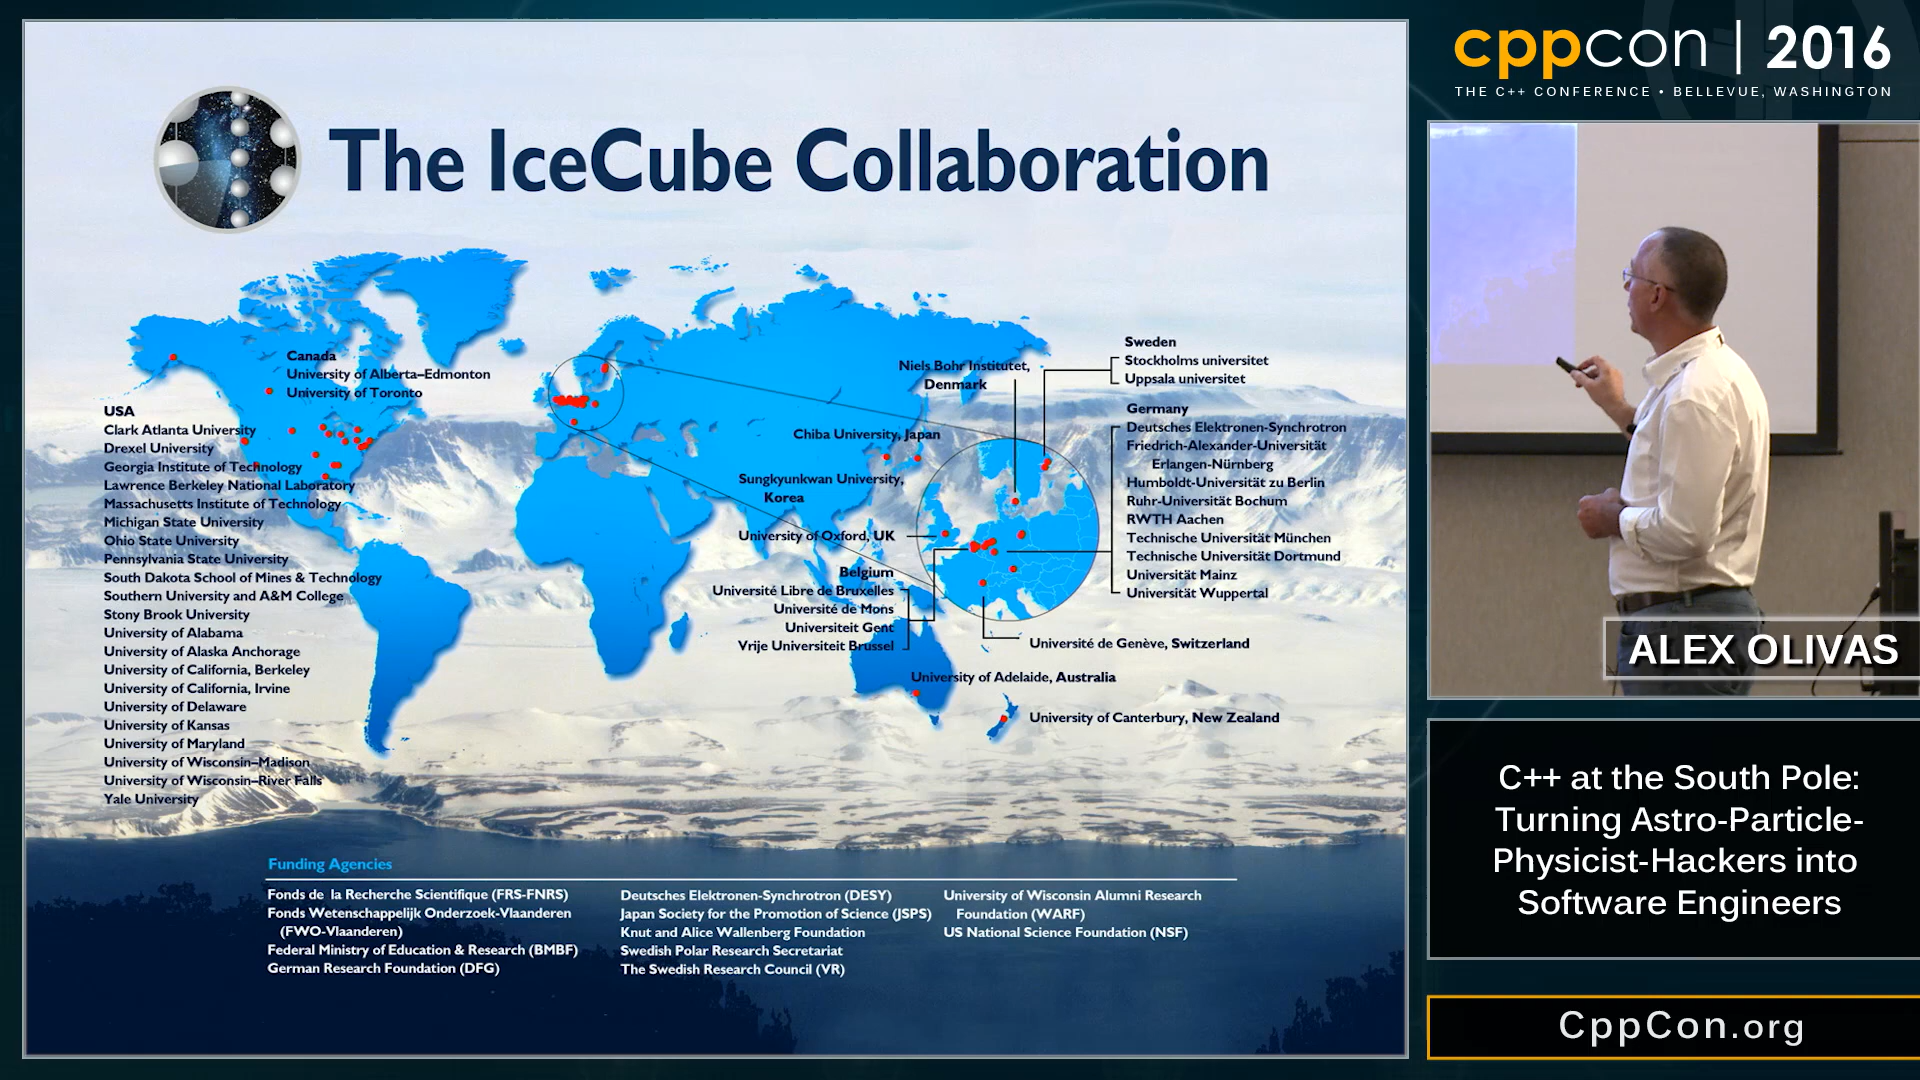 The IceCube Collaboration
Canada
University of Alberta–Edmonton
University of Toronto
USA
Clark Atlanta University
Drexel University
Georgia Institute of Technology
Lawrence Berkeley National Laboratory
Massachusetts Institute of Technology
Michigan State University
Ohio State University
Pennsylvania State University
South Dakota School of Mines & Technology
Southern University and A&M College
Stony Brook University
University of Alabama
University of Alaska Anchorage
University of California, Berkeley
University of California, Irvine
University of Delaware
University of Kansas
University of Maryland
University of Wisconsin–Madison
University of Wisconsin–River Falls
Yale University
Niels Bohr Institutet,
Denmark
Chiba University, Japan
Sungkyunkwan University,
Korea
University of Oxford, UK
Belgium
Université Libre de Bruxelles
Université de Mons
Universiteit Gent
Vrije Universiteit Brussel
Sweden
Stockholms universitet
Uppsala universitet
Germany
Deutsches Elektronen-Synchrotron
Friedrich-Alexander-Universität
Erlangen-Nürnberg
Humboldt-Universität zu Berlin
Ruhr-Universität Bochum
RWTH Aachen
Technische Universität München
Technische Universität Dortmund
Universität Mainz
Universität Wuppertal
Université de Genève, Switzerland
University of Adelaide, Australia
University of Canterbury, New Zealand
Funding Agencies
Fonds de la Recherche Scientifique (FRS-FNRS)
Fonds Wetenschappelijk Onderzoek-Vlaanderen
(FWO-Vlaanderen)
Federal Ministry of Education & Research (BMBF)
German Research Foundation (DFG)
Deutsches Elektronen-Synchrotron (DESY)
Japan Society for the Promotion of Science (JSPS)
Knut and Alice Wallenberg Foundation
Swedish Polar Research Secretariat
The Swedish Research Council (VR)
University of Wisconsin Alumni Research
Foundation (WARF)
US National Science Foundation (NSF)
cppcon | 2016
THE C++ CONFERENCE • BELLEVUE, WASHINGTON
ALEX OLIVAS
C++ at the South Pole:
Turning Astro-Particle-
Physicist-Hackers into
Software Engineers
CppCon.org